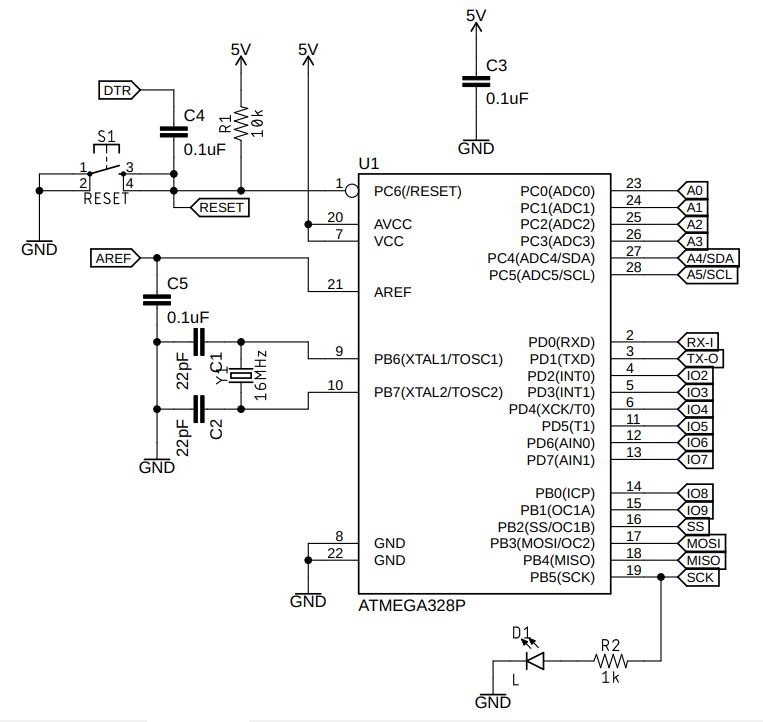 5V
5V
5V
C3
0.1uF
GND
DTR
C4
0.1uF
R1
10k
S1
1
3
2
4
RESET
RESET
GND
U1
1 PC6(/RESET)
20 AVCC
7 VCC
AREF
21 AREF
C5
0.1uF
22pF
C1
Y1
16MHz
9 PB6(XTAL1/TOSC1)
10 PB7(XTAL2/TOSC2)
22pF
C2
GND
8 GND
22 GND
GND
PC0(ADC0) 23 A0
PC1(ADC1) 24 A1
PC2(ADC2) 25 A2
PC3(ADC3) 26 A3
PC4(ADC4/SDA) 27 A4/SDA
PC5(ADC5/SCL) 28 A5/SCL
PD0(RXD) 2 RX-I
PD1(TXD) 3 TX-O
PD2(INT0) 4 IO2
PD3(INT1) 5 IO3
PD4(XCK/T0) 6 IO4
PD5(T1) 11 IO5
PD6(AIN0) 12 IO6
PD7(AIN1) 13 IO7
PB0(ICP) 14 IO8
PB1(OC1A) 15 IO9
PB2(SS/OC1B) 16 SS
PB3(MOSI/OC2) 17 MOSI
PB4(MISO) 18 MISO
PB5(SCK) 19 SCK
ATMEGA328P
D1
L
R2
1k
GND